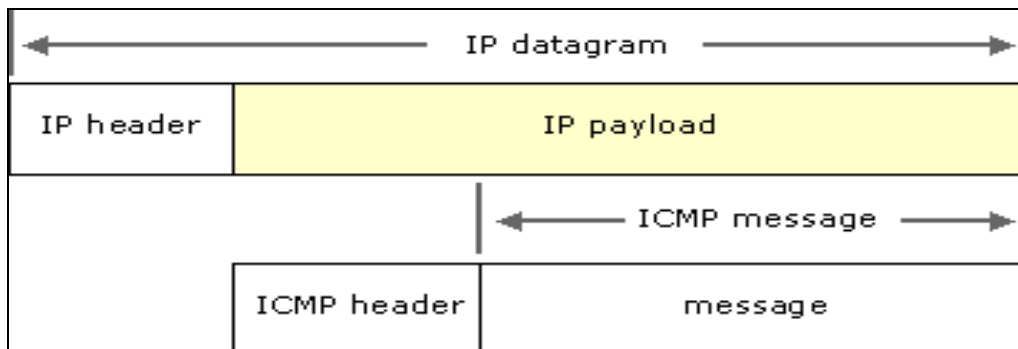 IP datagram
IP header IP payload
ICMP message
ICMP header message